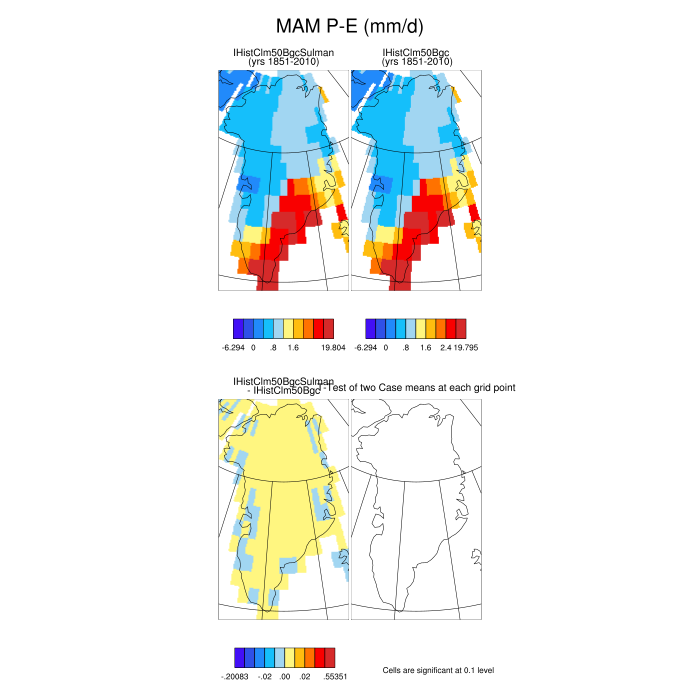 MAM P-E (mm/d)
IHistClm50BgcSulman
(yrs 1851-2010)
IHistClm50Bgc
(yrs 1851-2010)
-6.294 0 .8 1.6 19.804
-6.294 0 .8 1.6 2.4 19.795
IHistClm50BgcSulman
- IHistClm50Bgc
T-Test of two Case means at each grid point
-.20083 -.02 .00 .02 .55351
Cells are significant at 0.1 level